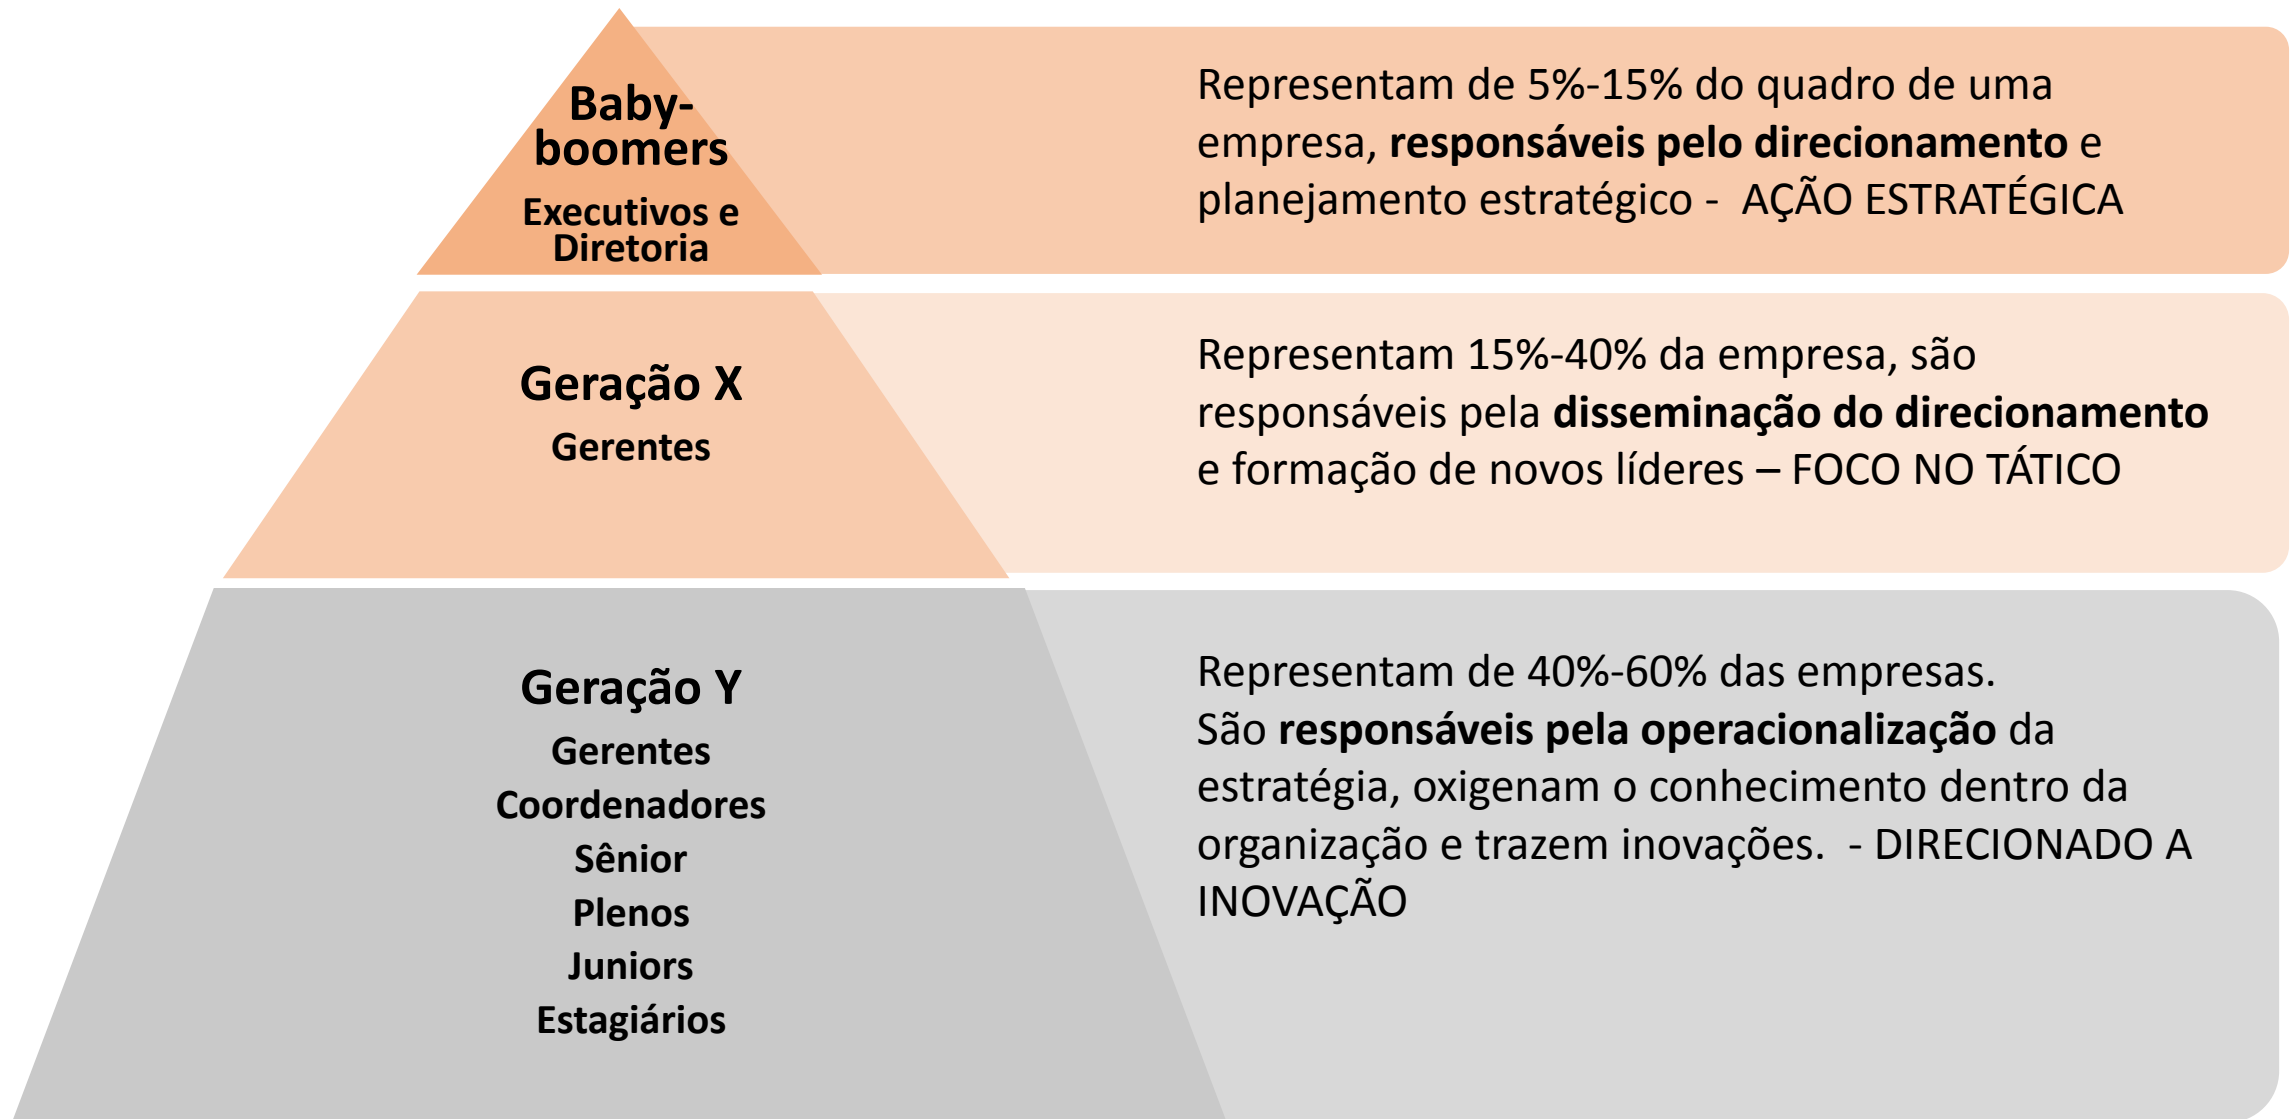 Baby-
boomers
Executivos e
Diretoria
Representam de 5%-15% do quadro de uma
empresa, responsáveis pelo direcionamento e
planejamento estratégico -  AÇÃO ESTRATÉGICA
Geração X
Gerentes
Representam 15%-40% da empresa, são
responsáveis pela disseminação do direcionamento
e formação de novos líderes – FOCO NO TÁTICO
Geração Y
Gerentes
Coordenadores
Sênior
Plenos
Juniors
Estagiários
Representam de 40%-60% das empresas.
São responsáveis pela operacionalização da
estratégia, oxigenam o conhecimento dentro da
organização e trazem inovações.  - DIRECIONADO A
INOVAÇÃO